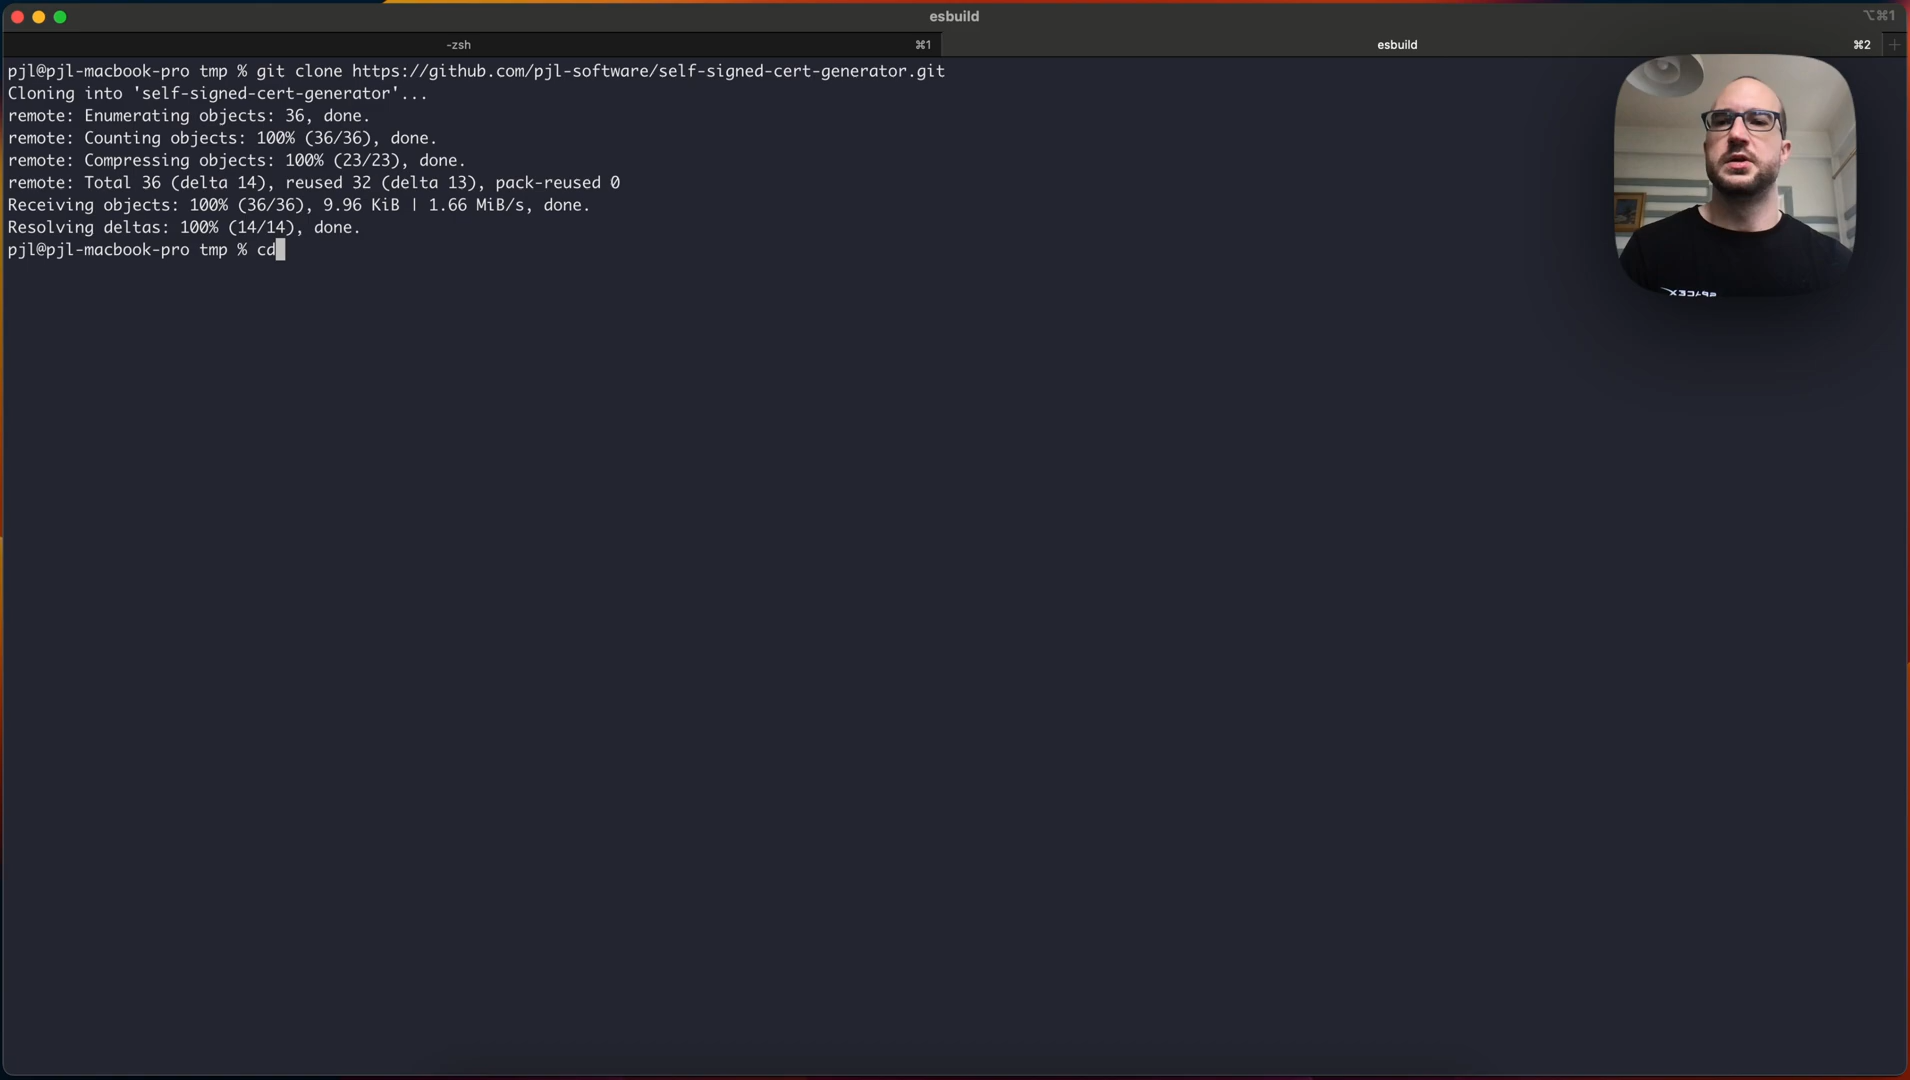 esbuild
⌥⌘1
-zsh ⌘1 esbuild ⌘2 +
pjl@pjl-macbook-pro tmp % git clone https://github.com/pjl-software/self-signed-cert-generator.git
Cloning into 'self-signed-cert-generator'...
remote: Enumerating objects: 36, done.
remote: Counting objects: 100% (36/36), done.
remote: Compressing objects: 100% (23/23), done.
remote: Total 36 (delta 14), reused 32 (delta 13), pack-reused 0
Receiving objects: 100% (36/36), 9.96 KiB | 1.66 MiB/s, done.
Resolving deltas: 100% (14/14), done.
pjl@pjl-macbook-pro tmp % cd
SPACEX